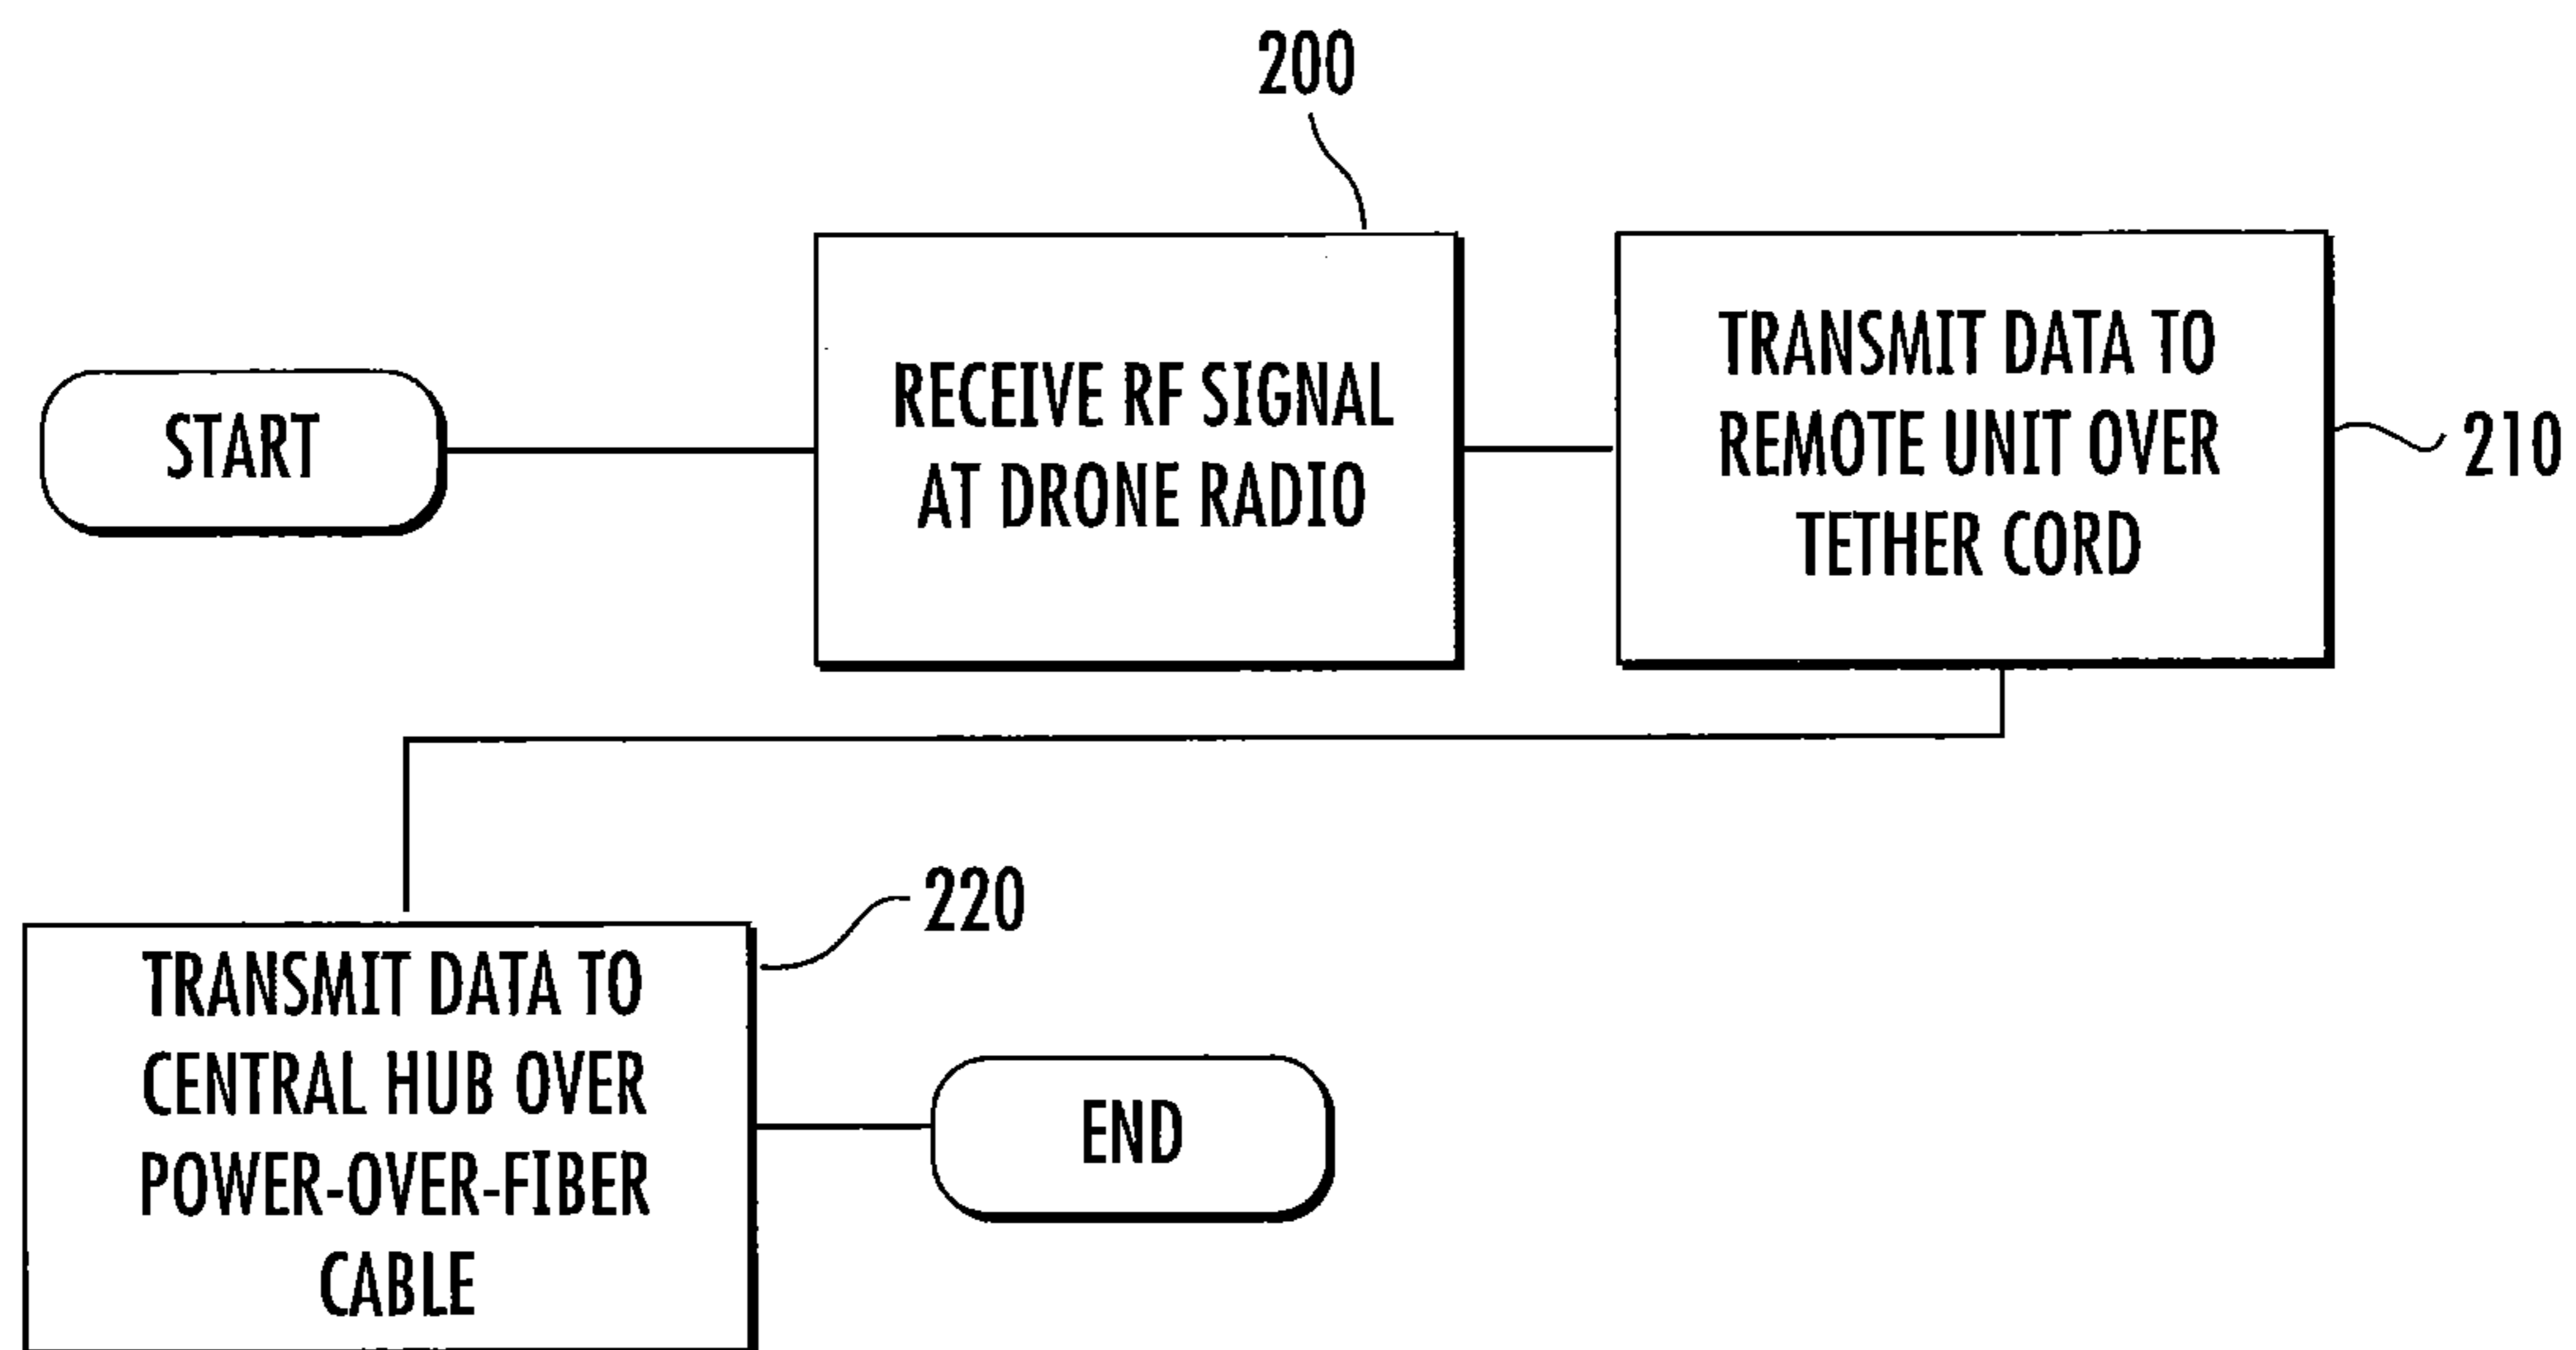 200
START
RECEIVE RF SIGNAL
AT DRONE RADIO
TRANSMIT DATA TO
REMOTE UNIT OVER
TETHER CORD
210
220
TRANSMIT DATA TO
CENTRAL HUB OVER
POWER-OVER-FIBER
CABLE
END